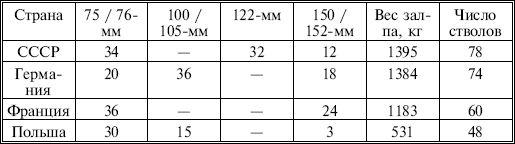 Страна 75 / 76-мм 100 / 105-мм 122-мм 150 / 152-мм Вес зал-па, кг Число стволов
СССР 34 — 32 12 1395 78
Герма-ния 20 36 — 18 1384 74
Франция 36 — — 24 1183 60
Польша 30 15 — 3 531 48